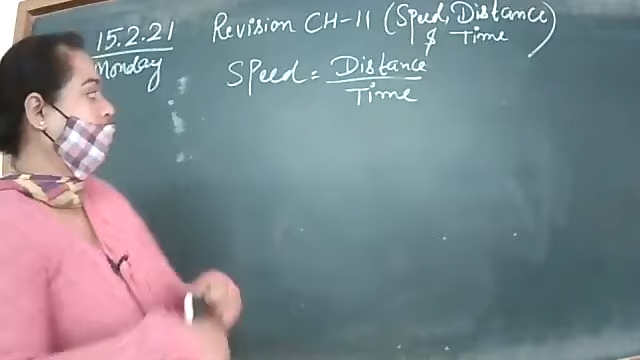 15.2.21
Monday
Revision CH-11 (Speed, Distance
& Time)
Speed = Distance
Time